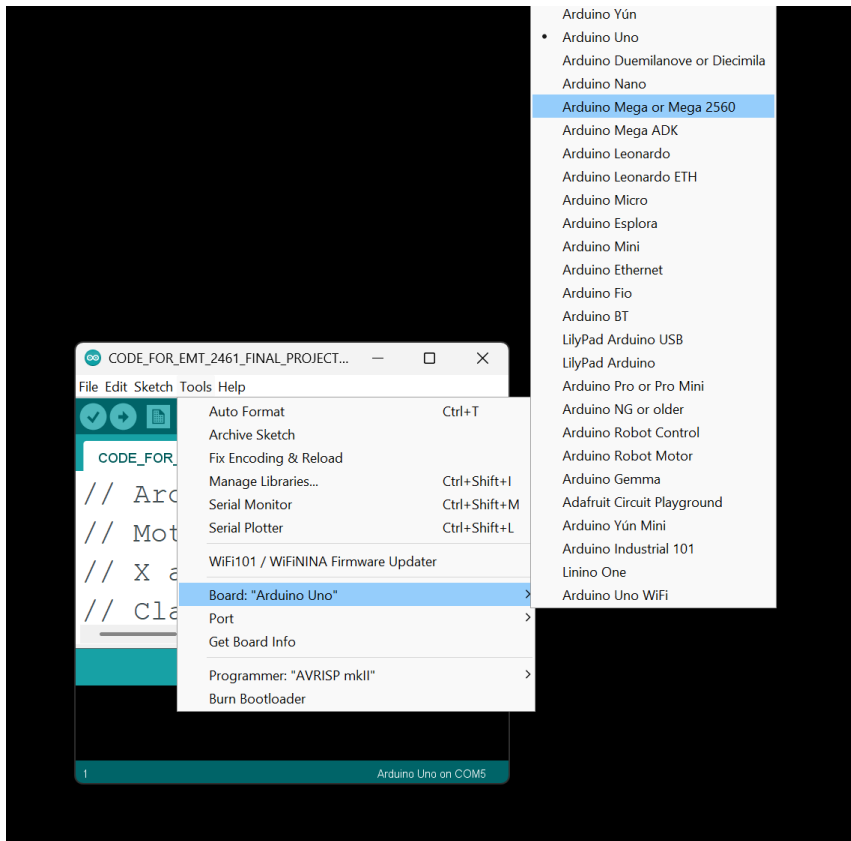 Arduino Yún
Arduino Uno
Arduino Duemilanove or Diecimila
Arduino Nano
Arduino Mega or Mega 2560
Arduino Mega ADK
Arduino Leonardo
Arduino Leonardo ETH
Arduino Micro
Arduino Esplora
Arduino Mini
Arduino Ethernet
Arduino Fio
Arduino BT
LilyPad Arduino USB
LilyPad Arduino
Arduino Pro or Pro Mini
Arduino NG or older
Arduino Robot Control
Arduino Robot Motor
Arduino Gemma
Adafruit Circuit Playground
Arduino Yún Mini
Arduino Industrial 101
Linino One
Arduino Uno WiFi
CODE_FOR_EMT_2461_FINAL_PROJECT...
File Edit Sketch Tools Help
Auto Format Ctrl+T
Archive Sketch
Fix Encoding & Reload
Manage Libraries... Ctrl+Shift+I
Serial Monitor Ctrl+Shift+M
Serial Plotter Ctrl+Shift+L
WiFi101 / WiFiNINA Firmware Updater
Board: "Arduino Uno"
Port
Get Board Info
Programmer: "AVRISP mkII"
Burn Bootloader
CODE_FOR_
// Arc
// Mot
// X a
// Cla
1 Arduino Uno on COM5